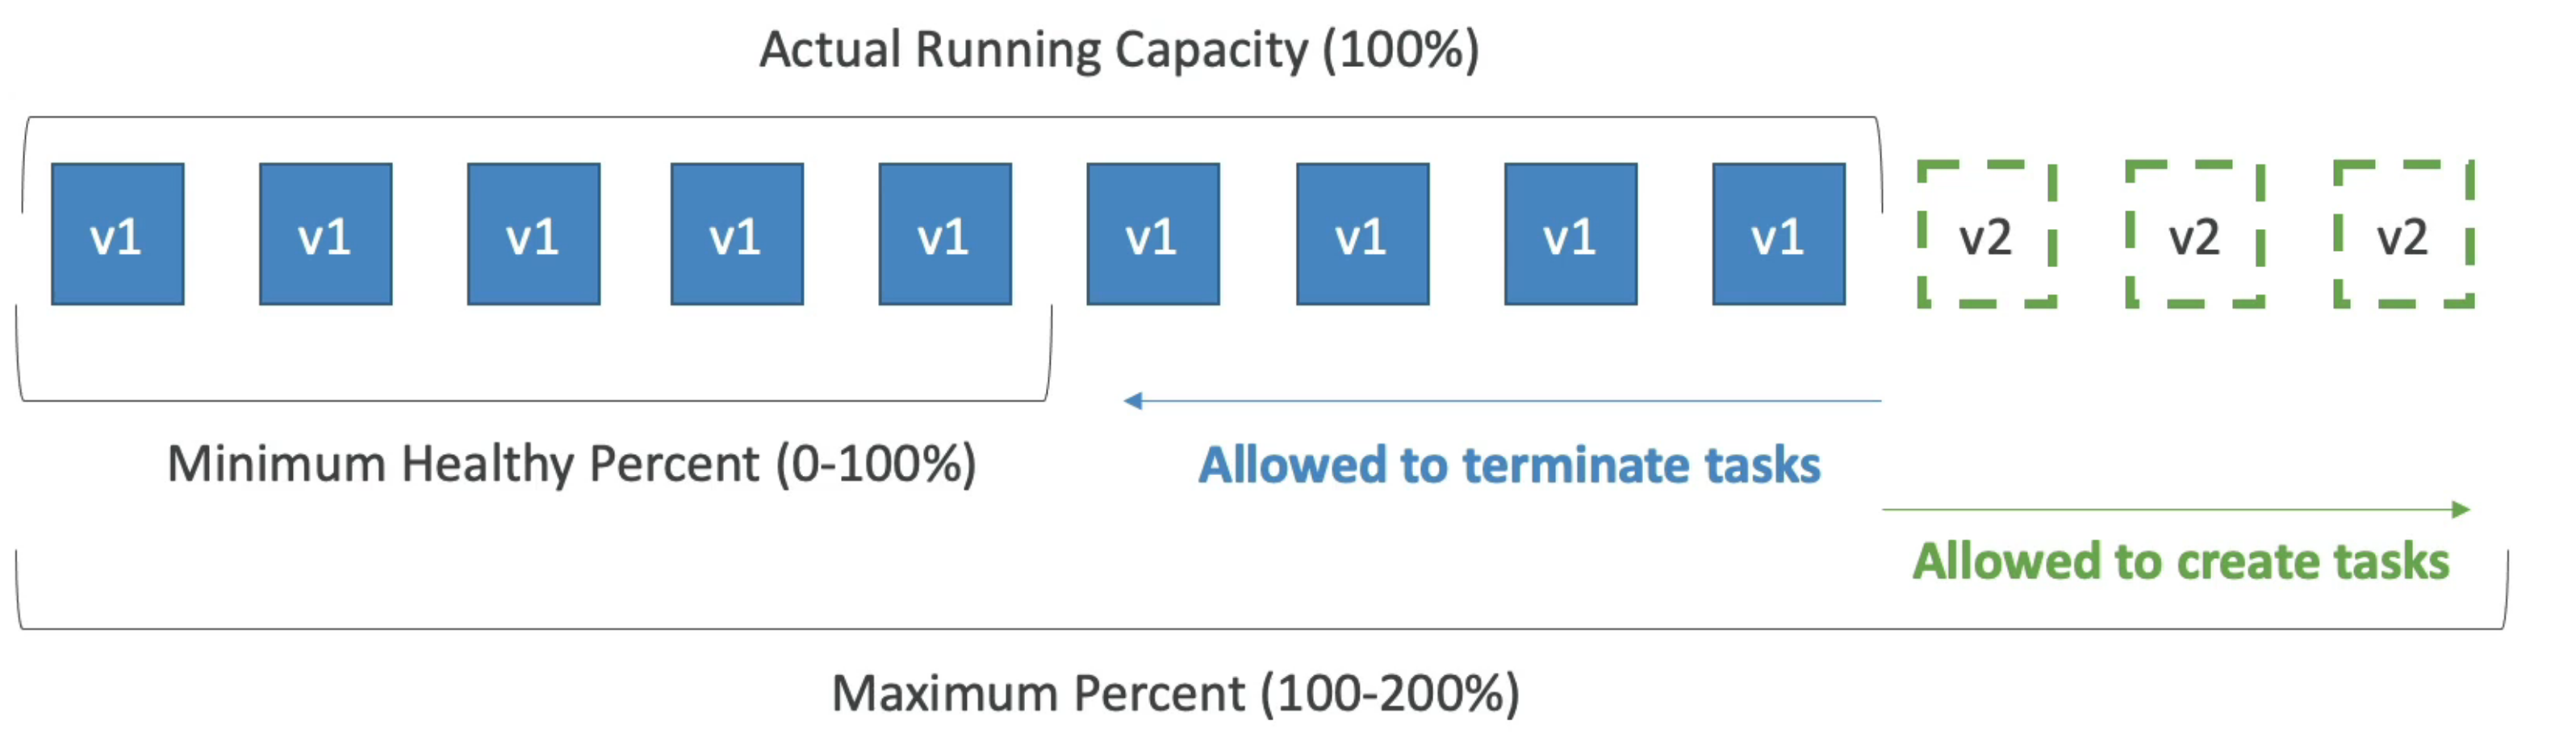 Actual Running Capacity (100%)
v1 v1 v1 v1 v1 v1 v1 v1 v1 v2 v2 v2
Minimum Healthy Percent (0-100%)
Allowed to terminate tasks
Allowed to create tasks
Maximum Percent (100-200%)